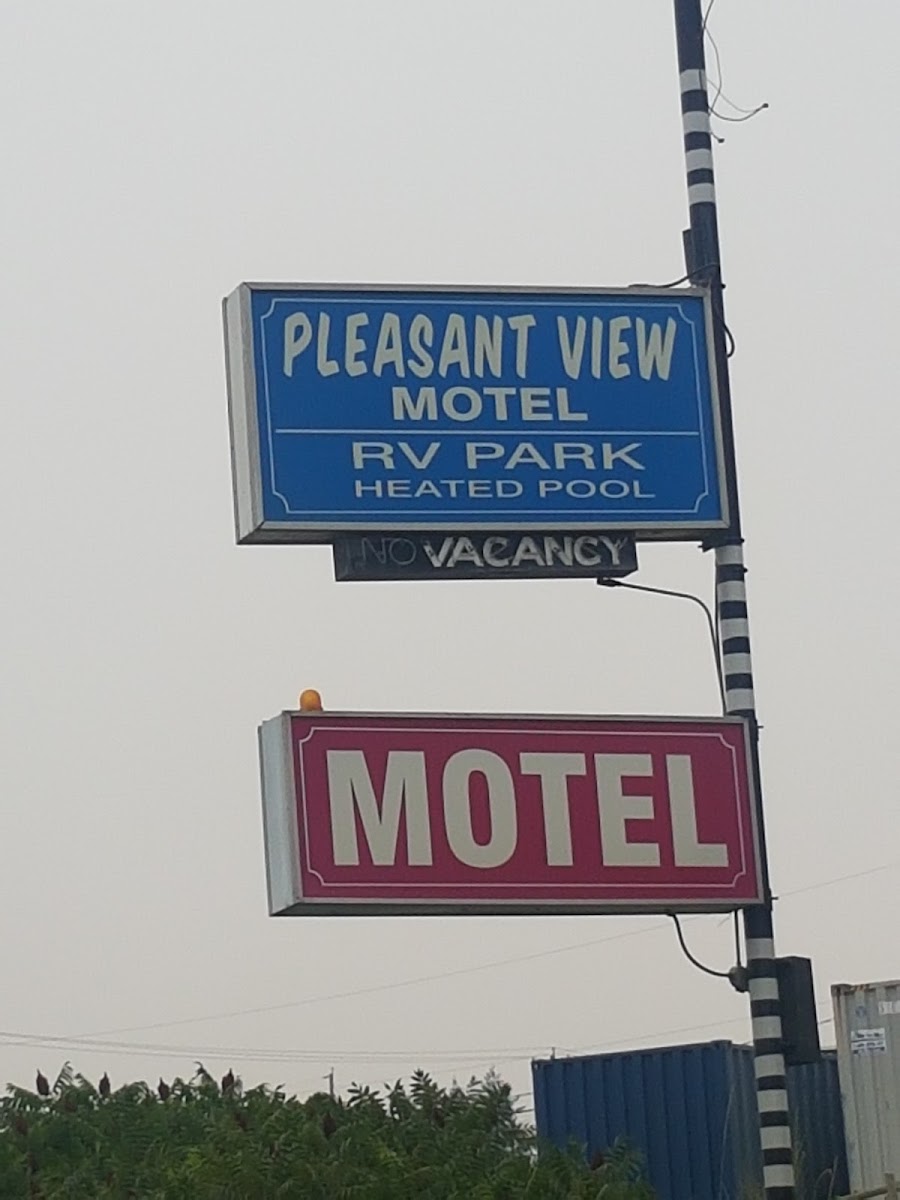 PLEASANT VIEW
MOTEL
RV PARK
HEATED POOL
NO VACANCY
MOTEL